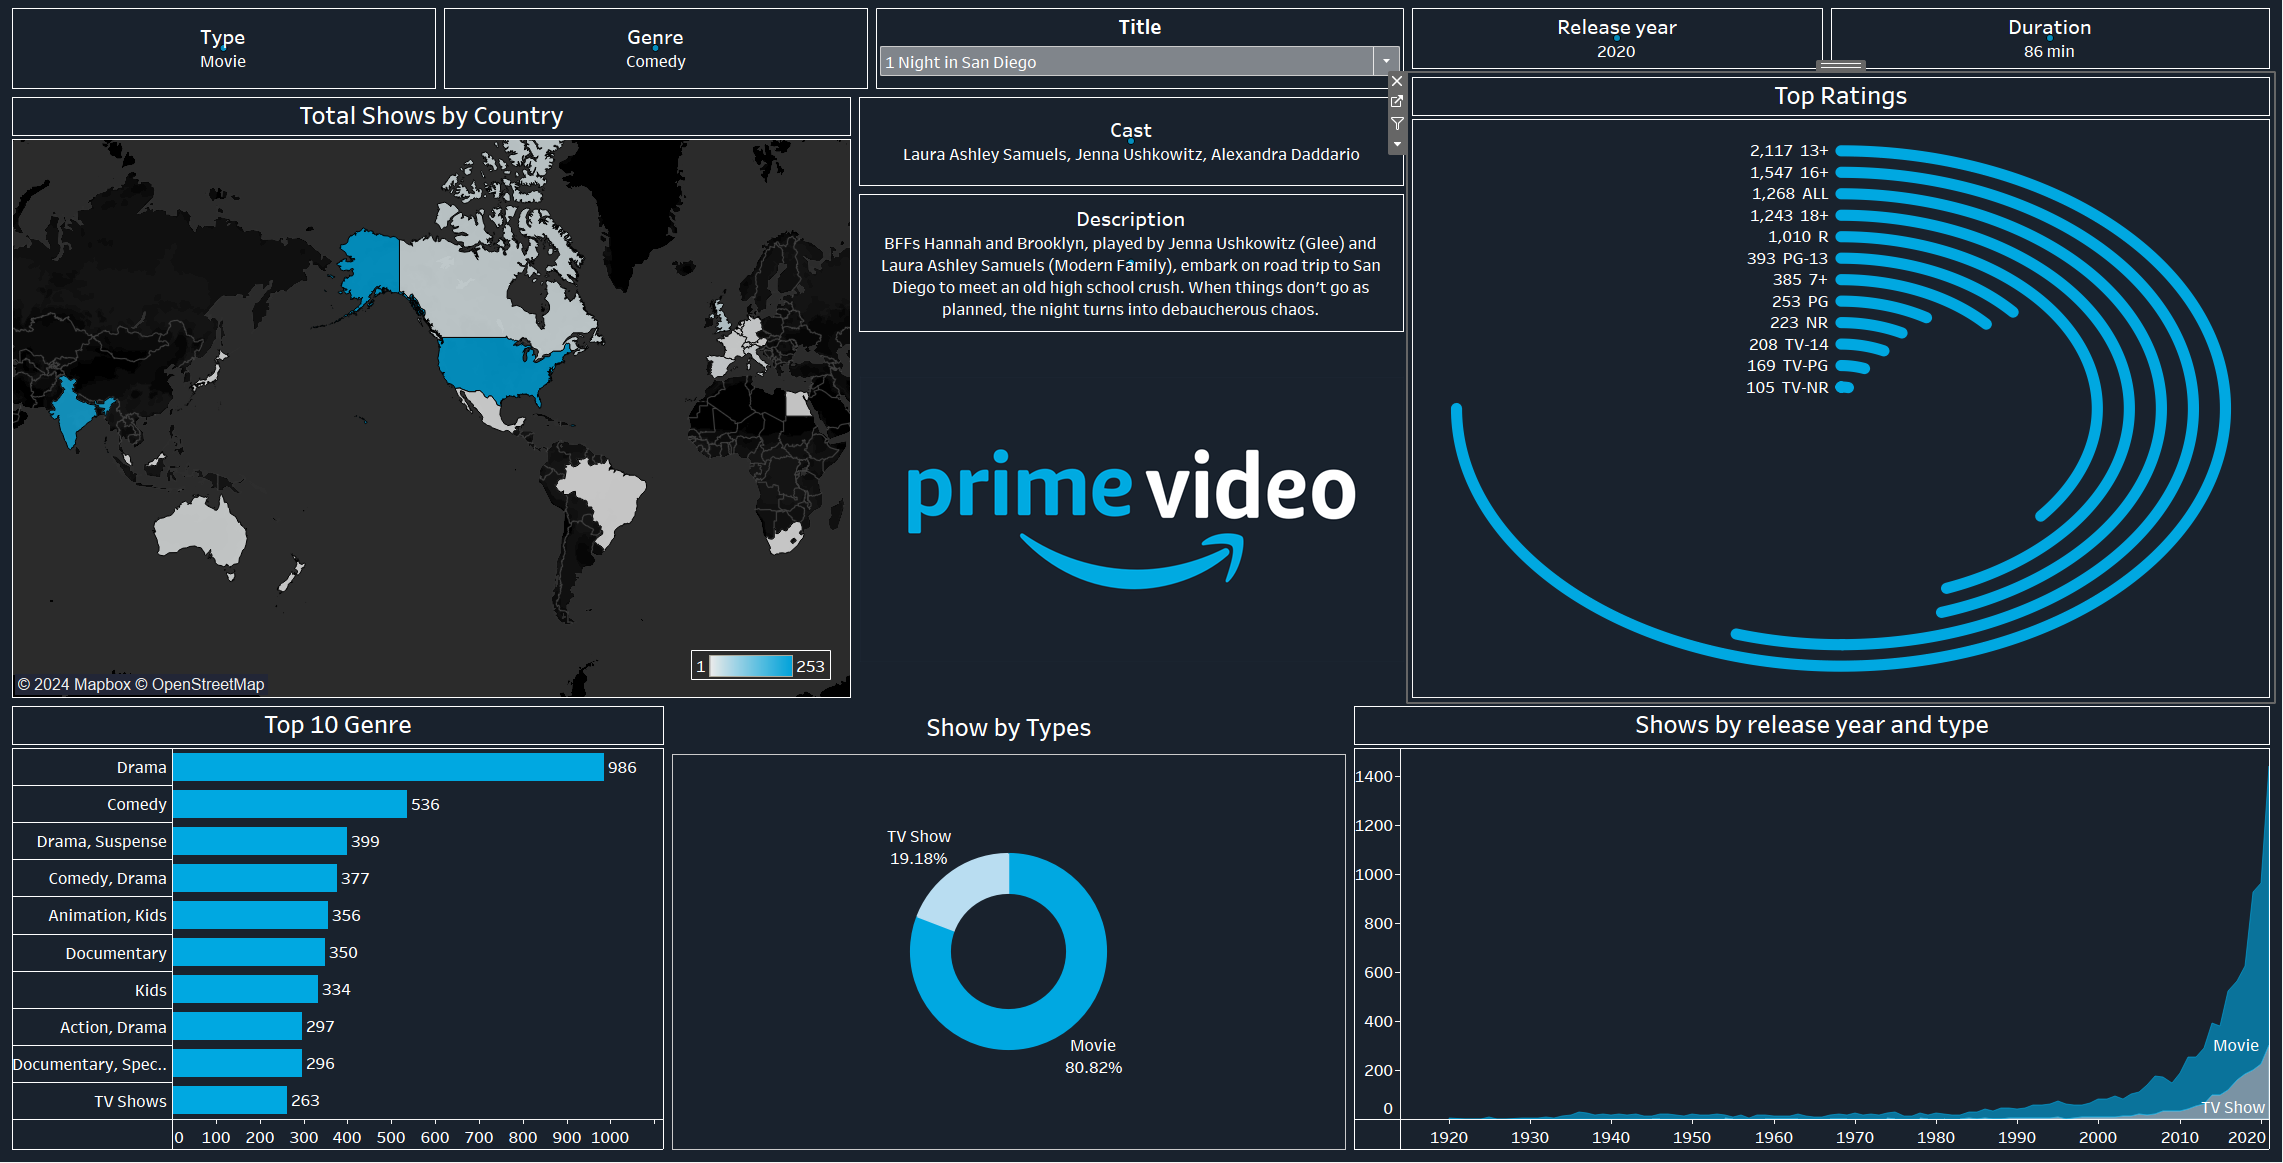 Type
Movie
Genre
Comedy
Title
1 Night in San Diego
Release year
2020
Duration
86 min
Total Shows by Country
© 2024 Mapbox © OpenStreetMap
1 253
Cast
Laura Ashley Samuels, Jenna Ushkowitz, Alexandra Daddario
Description
BFFs Hannah and Brooklyn, played by Jenna Ushkowitz (Glee) and
Laura Ashley Samuels (Modern Family), embark on road trip to San
Diego to meet an old high school crush. When things don’t go as
planned, the night turns into debaucherous chaos.
prime video
Top Ratings
2,117 13+
1,547 16+
1,268 ALL
1,243 18+
1,010 R
393 PG-13
385 7+
253 PG
223 NR
208 TV-14
169 TV-PG
105 TV-NR
Top 10 Genre
Drama 986
Comedy 536
Drama, Suspense 399
Comedy, Drama 377
Animation, Kids 356
Documentary 350
Kids 334
Action, Drama 297
Documentary, Spec.. 296
TV Shows 263
0 100 200 300 400 500 600 700 800 900 1000
Show by Types
TV Show
19.18%
Movie
80.82%
Shows by release year and type
1400
1200
1000
800
600
400
200
0
Movie
TV Show
1920 1930 1940 1950 1960 1970 1980 1990 2000 2010 2020